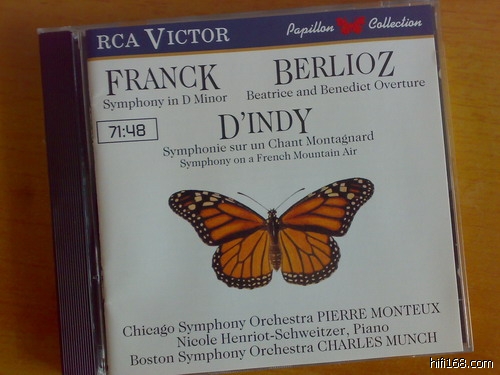 RCA VICTOR
Papillon Collection
FRANCK
Symphony in D Minor
BERLIOZ
Beatrice and Benedict Overture
71:48
D'INDY
Symphonie sur un Chant Montagnard
Symphony on a French Mountain Air
Chicago Symphony Orchestra PIERRE MONTEUX
Nicole Henriot-Schweitzer, Piano
Boston Symphony Orchestra CHARLES MUNCH
hifi168.com